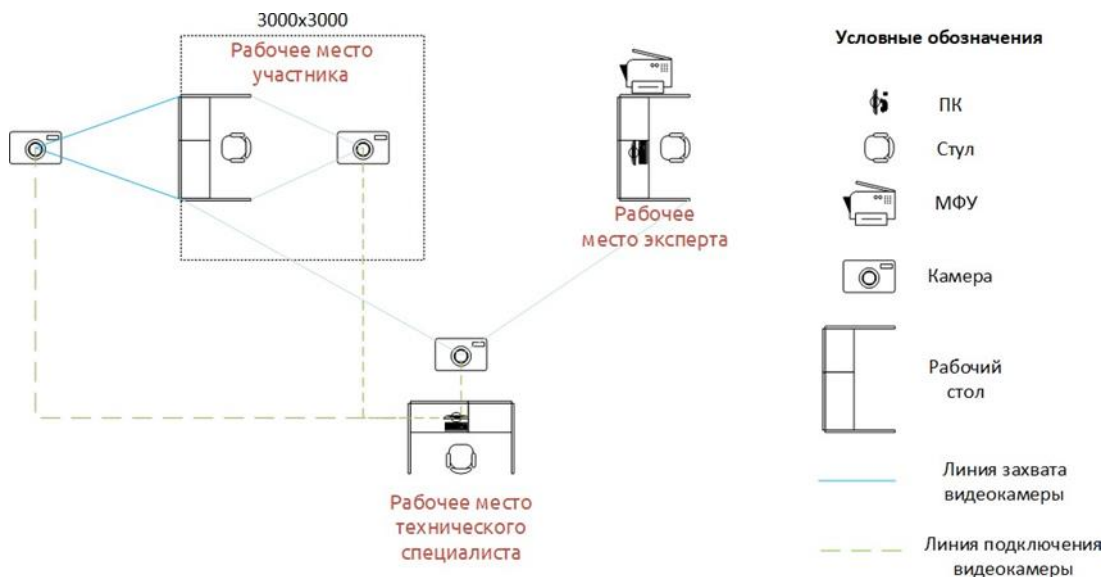 3000x3000
Рабочее место
участника
Рабочее
место эксперта
Рабочее место
технического
специалиста
Условные обозначения
ПК
Стул
МФУ
Камера
Рабочий
стол
Линия захвата
видеокамеры
Линия подключения
видеокамеры